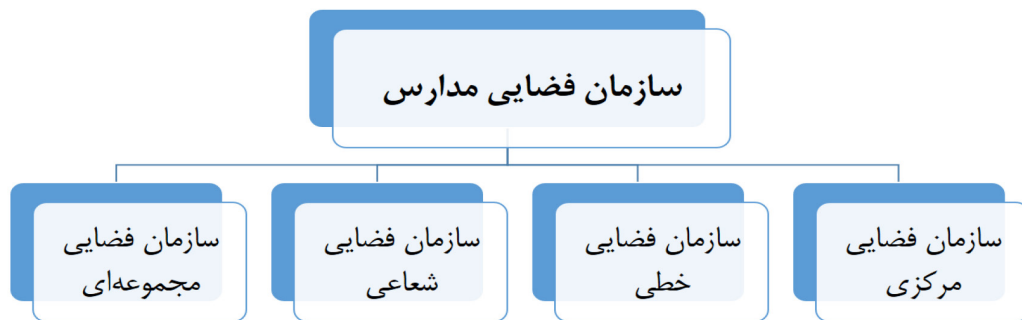 سازمان فضایی مدارس
سازمان فضایی
مرکزی
سازمان فضایی
خطی
سازمان فضایی
شعاعی
سازمان فضایی
مجموعه‌ای